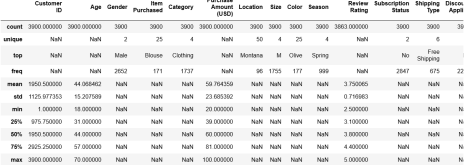 Customer ID Age Gender Item Purchased Category Purchase Amount (USD) Location Size Color Season Review Rating Subscription Status Shipping Type
count 3900.000000 3900.000000 3900 3900 3900 3900.000000 3900 3900 3900 3900 3863.000000 3900 3900
unique NaN NaN 2 25 4 NaN 50 4 25 4 NaN 2 6
top NaN NaN Male Blouse Clothing NaN Montana M Olive Spring NaN No Free Shipping
freq NaN NaN 2652 171 1737 NaN 96 1755 177 999 NaN 2847 675
mean 1950.500000 44.068462 NaN NaN NaN 59.764359 NaN NaN NaN NaN 3.750065 NaN NaN
std 1125.977353 15.207589 NaN NaN NaN 23.685392 NaN NaN NaN NaN 0.716983 NaN NaN
min 1.000000 18.000000 NaN NaN NaN 20.000000 NaN NaN NaN NaN 2.500000 NaN NaN
25% 975.750000 31.000000 NaN NaN NaN 39.000000 NaN NaN NaN NaN 3.100000 NaN NaN
50% 1950.500000 44.000000 NaN NaN NaN 60.000000 NaN NaN NaN NaN 3.800000 NaN NaN
75% 2925.250000 57.000000 NaN NaN NaN 81.000000 NaN NaN NaN NaN 4.400000 NaN NaN
max 3900.000000 70.000000 NaN NaN NaN 100.000000 NaN NaN NaN NaN 5.000000 NaN NaN